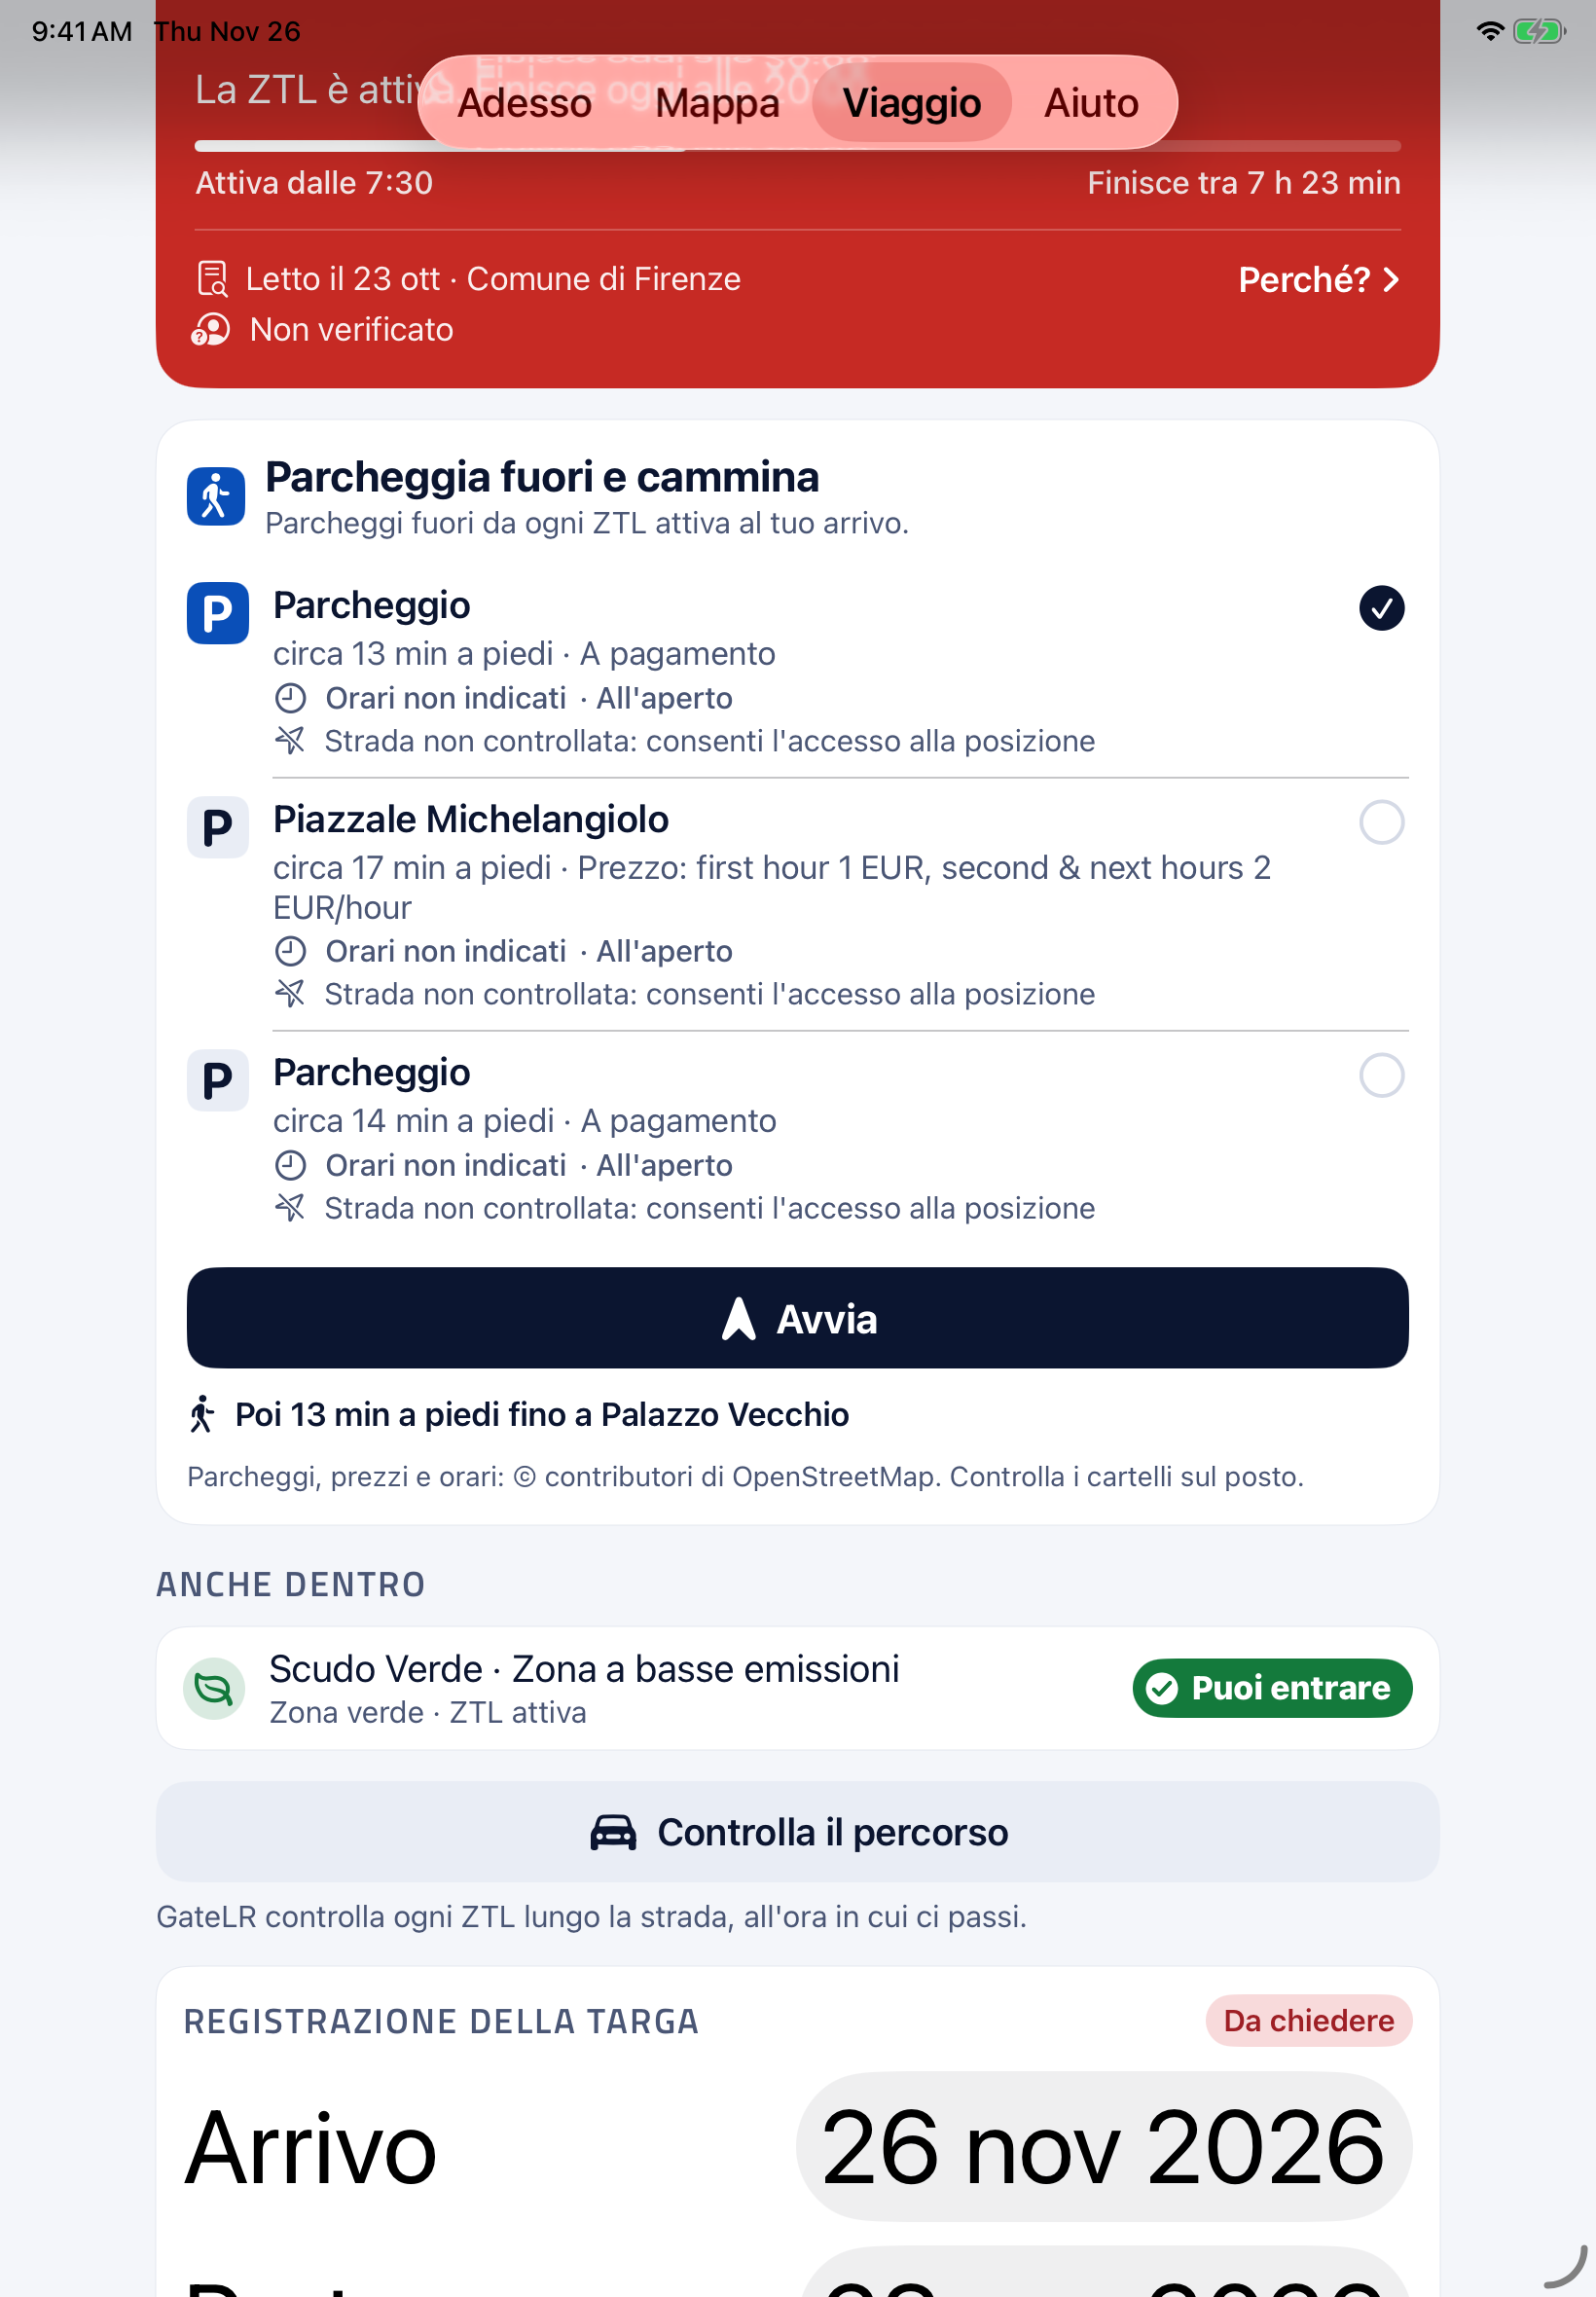 9:41 AM Thu Nov 26
Adesso Mappa Viaggio Aiuto
La ZTL è attiva. Finisce oggi alle
Attiva dalle 7:30
Finisce tra 7 h 23 min
Letto il 23 ott · Comune di Firenze
Perché?
Non verificato
Parcheggia fuori e cammina
Parcheggi fuori da ogni ZTL attiva al tuo arrivo.
P Parcheggio
circa 13 min a piedi · A pagamento
Orari non indicati · All'aperto
Strada non controllata: consenti l'accesso alla posizione
P Piazzale Michelangiolo
circa 17 min a piedi · Prezzo: first hour 1 EUR, second & next hours 2
EUR/hour
Orari non indicati · All'aperto
Strada non controllata: consenti l'accesso alla posizione
P Parcheggio
circa 14 min a piedi · A pagamento
Orari non indicati · All'aperto
Strada non controllata: consenti l'accesso alla posizione
Avvia
Poi 13 min a piedi fino a Palazzo Vecchio
Parcheggi, prezzi e orari: © contributori di OpenStreetMap. Controlla i cartelli sul posto.
ANCHE DENTRO
Scudo Verde · Zona a basse emissioni
Zona verde · ZTL attiva
Puoi entrare
Controlla il percorso
GateLR controlla ogni ZTL lungo la strada, all'ora in cui ci passi.
REGISTRAZIONE DELLA TARGA
Da chiedere
Arrivo
26 nov 2026